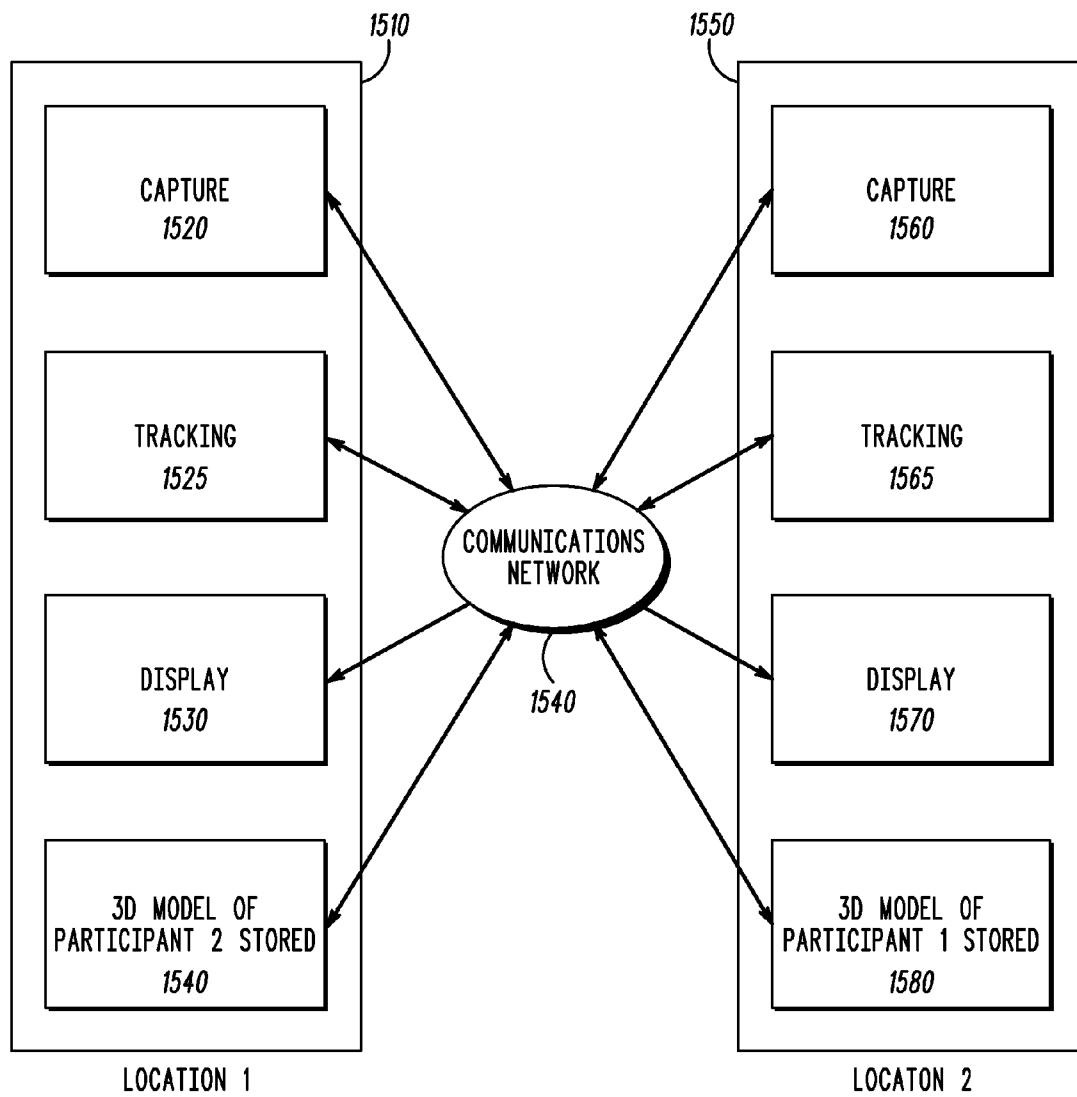 1510
1550
CAPTURE
1520
CAPTURE
1560
TRACKING
1525
TRACKING
1565
COMMUNICATIONS
NETWORK
1540
DISPLAY
1530
DISPLAY
1570
3D MODEL OF
PARTICIPANT 2 STORED
1540
3D MODEL OF
PARTICIPANT 1 STORED
1580
LOCATION 1
LOCATON 2